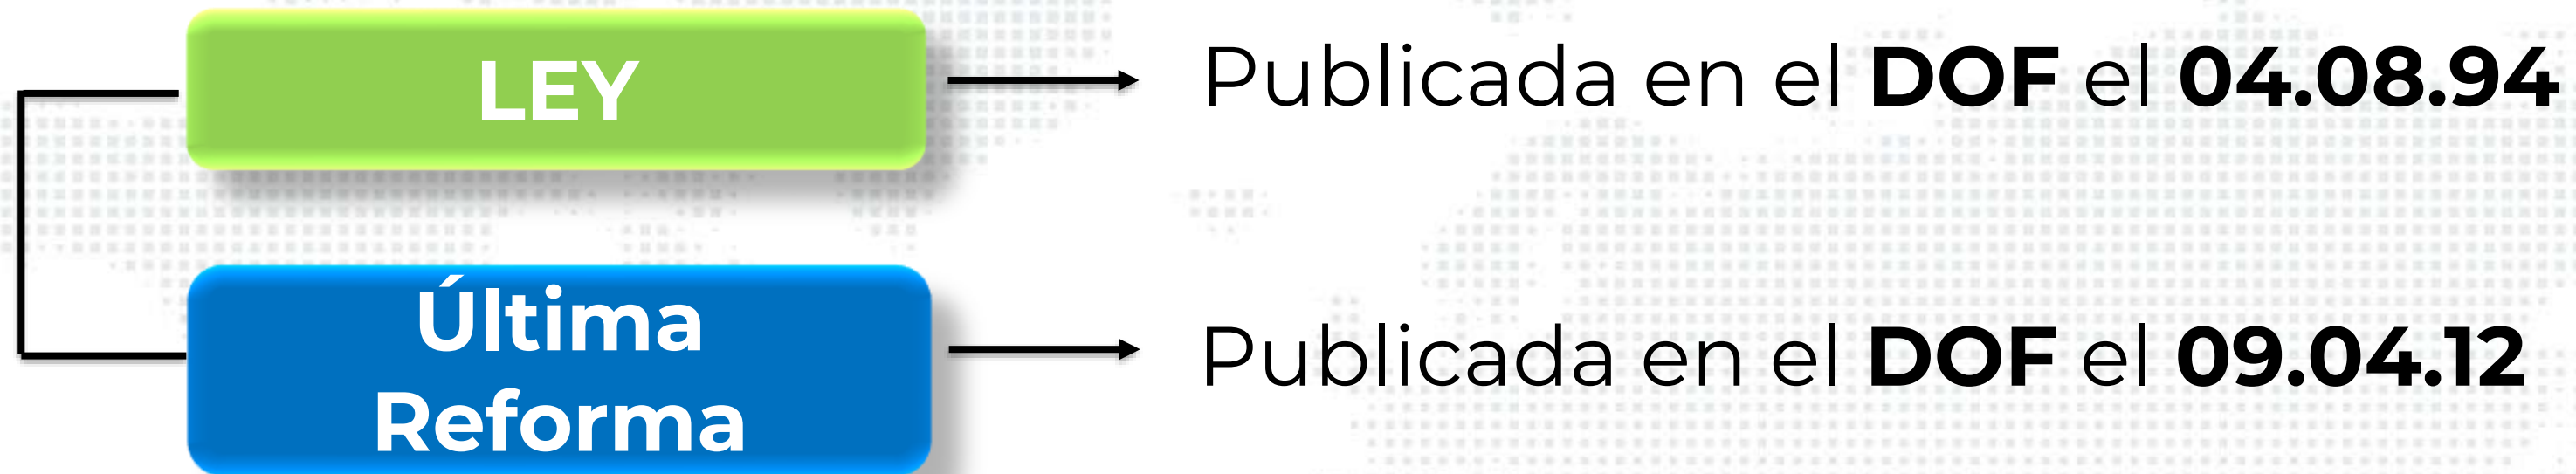 LEY
Publicada en el DOF el 04.08.94
Última
Reforma
Publicada en el DOF el 09.04.12